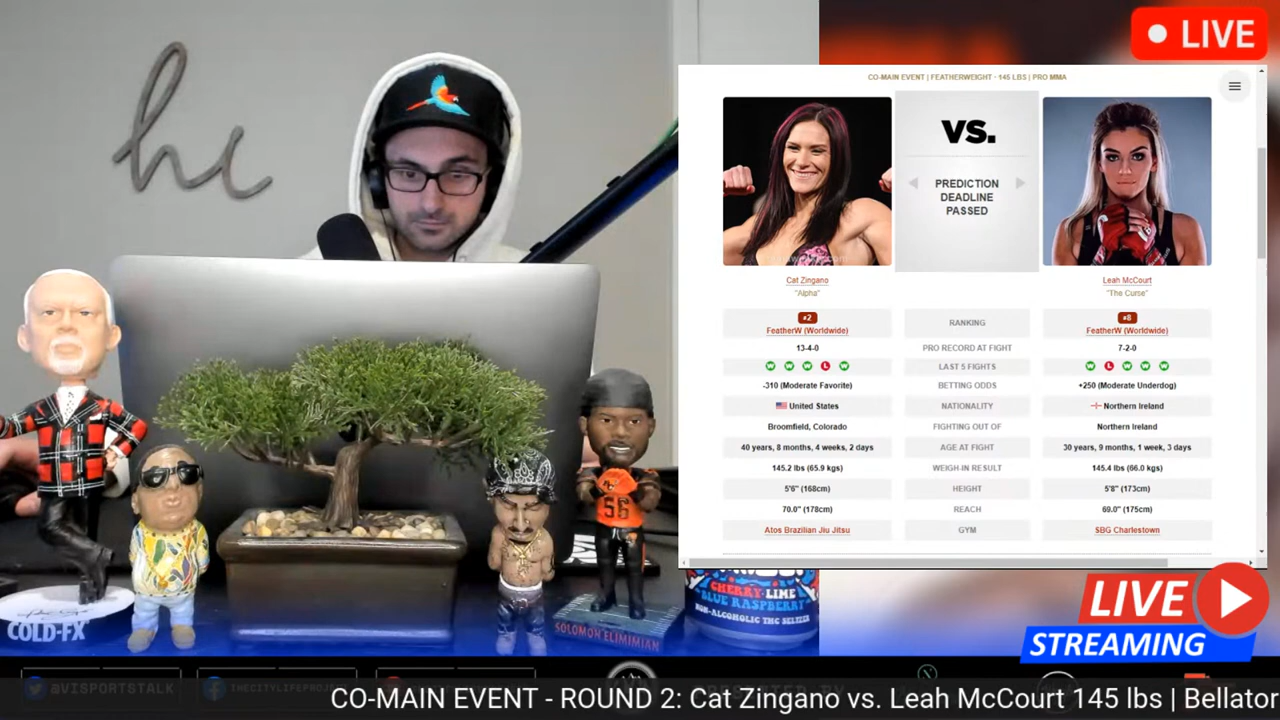 hi
LIVE
CO-MAIN EVENT | FEATHERWEIGHT · 145 LBS | PRO MMA
VS.
PREDICTION
DEADLINE
PASSED
Cat Zingano
"Alpha"
Leah McCourt
"The Curse"
#2
FeatherW (Worldwide)
RANKING
#8
FeatherW (Worldwide)
13-4-0
PRO RECORD AT FIGHT
7-2-0
W W W L W
LAST 5 FIGHTS
W L W W W
-310 (Moderate Favorite)
BETTING ODDS
+250 (Moderate Underdog)
United States
NATIONALITY
Northern Ireland
Broomfield, Colorado
FIGHTING OUT OF
Northern Ireland
40 years, 8 months, 4 weeks, 2 days
AGE AT FIGHT
30 years, 9 months, 1 week, 3 days
145.2 lbs (65.9 kgs)
WEIGH-IN RESULT
145.4 lbs (66.0 kgs)
5'6" (168cm)
HEIGHT
5'8" (173cm)
70.0" (178cm)
REACH
69.0" (175cm)
Atos Brazilian Jiu Jitsu
GYM
SBG Charlestown
56
COLD-FX
SOLOMON ELIMIMIAN
CHERRY-LIME
BLUE RASPBERRY
NON-ALCOHOLIC THC SELTZER
LIVE
STREAMING
@VISPORTSTALK
THECITYLIFEPROJECT
CO-MAIN EVENT - ROUND 2: Cat Zingano vs. Leah McCourt 145 lbs | Bellator